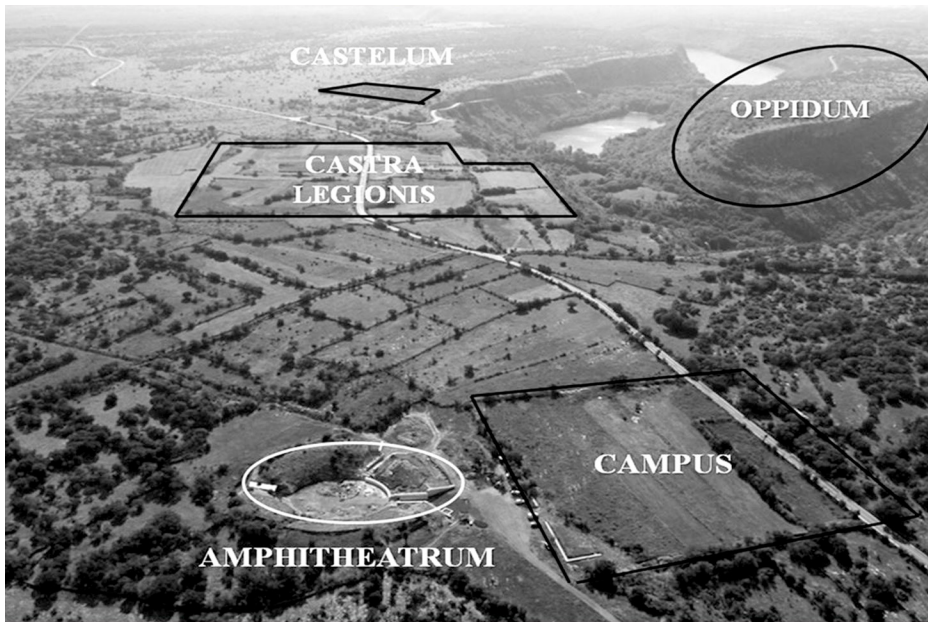 CASTELUM
OPPIDUM
CASTRA
LEGIONIS
CAMPUS
AMPHITHEATRUM